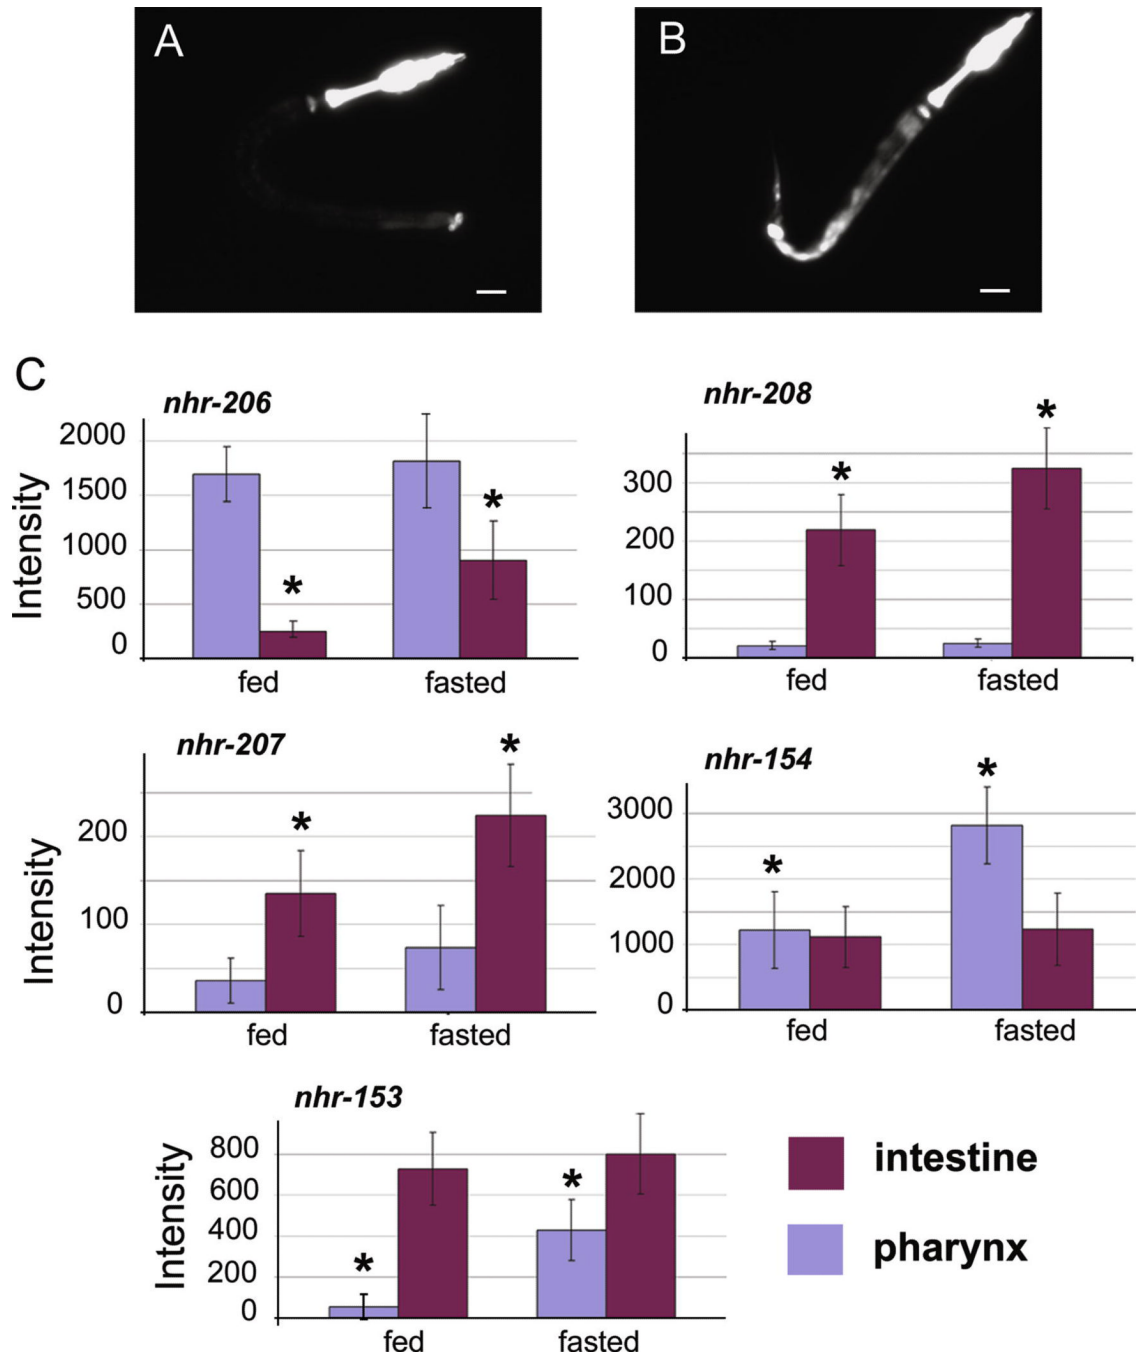 A
B
C
nhr-206
Intensity
2000
1500
1000
500
0
*
*
fed
fasted
nhr-208
300
200
100
0
*
*
fed
fasted
nhr-207
Intensity
200
100
0
*
*
fed
fasted
nhr-154
3000
2000
1000
0
*
*
fed
fasted
nhr-153
Intensity
800
600
400
200
0
*
*
fed
fasted
intestine
pharynx